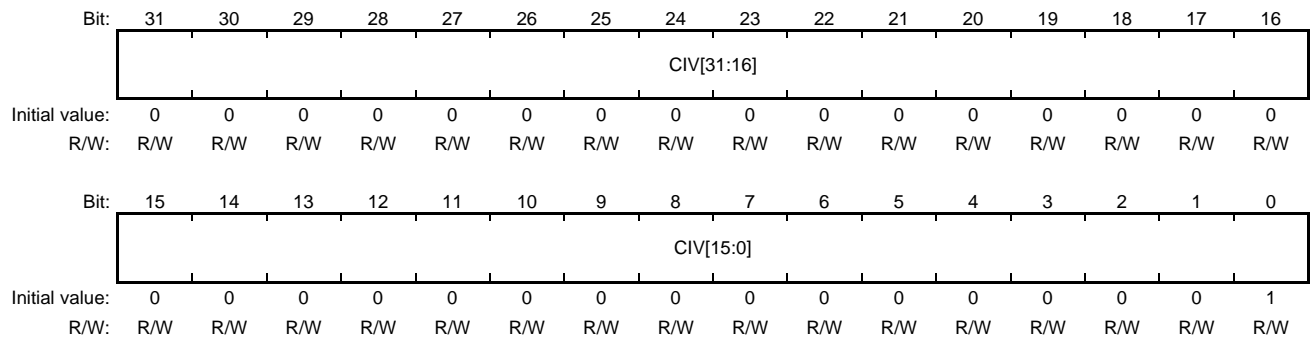 Bit: 31 30 29 28 27 26 25 24 23 22 21 20 19 18 17 16
CIV[31:16]
Initial value: 0 0 0 0 0 0 0 0 0 0 0 0 0 0 0 0
R/W: R/W R/W R/W R/W R/W R/W R/W R/W R/W R/W R/W R/W R/W R/W R/W R/W
Bit: 15 14 13 12 11 10 9 8 7 6 5 4 3 2 1 0
CIV[15:0]
Initial value: 0 0 0 0 0 0 0 0 0 0 0 0 0 0 0 1
R/W: R/W R/W R/W R/W R/W R/W R/W R/W R/W R/W R/W R/W R/W R/W R/W R/W